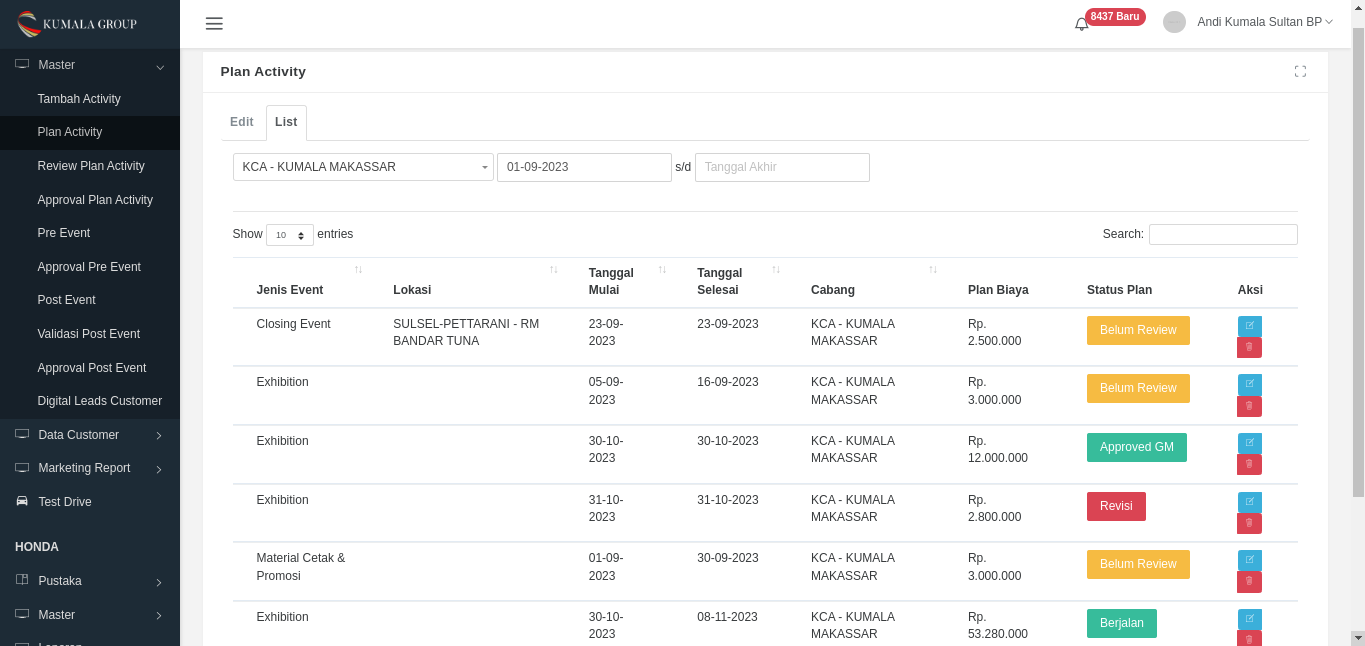 KUMALA GROUP
8437 Baru
Andi Kumala Sultan BP
Master
Tambah Activity
Plan Activity
Review Plan Activity
Approval Plan Activity
Pre Event
Approval Pre Event
Post Event
Validasi Post Event
Approval Post Event
Digital Leads Customer
Data Customer
Marketing Report
Test Drive
HONDA
Pustaka
Master
Laporan
Plan Activity
Edit List
KCA - KUMALA MAKASSAR 01-09-2023 s/d Tanggal Akhir
Show 10 entries Search:
Jenis Event Lokasi Tanggal Mulai Tanggal Selesai Cabang Plan Biaya Status Plan Aksi
Closing Event SULSEL-PETTARANI - RM 23-09- 23-09-2023 KCA - KUMALA Rp. Belum Review
BANDAR TUNA 2023 MAKASSAR 2.500.000
Exhibition 05-09- 16-09-2023 KCA - KUMALA Rp. Belum Review
2023 MAKASSAR 3.000.000
Exhibition 30-10- 30-10-2023 KCA - KUMALA Rp. Approved GM
2023 MAKASSAR 12.000.000
Exhibition 31-10- 31-10-2023 KCA - KUMALA Rp. Revisi
2023 MAKASSAR 2.800.000
Material Cetak & 01-09- 30-09-2023 KCA - KUMALA Rp. Belum Review
Promosi 2023 MAKASSAR 3.000.000
Exhibition 30-10- 08-11-2023 KCA - KUMALA Rp. Berjalan
2023 MAKASSAR 53.280.000